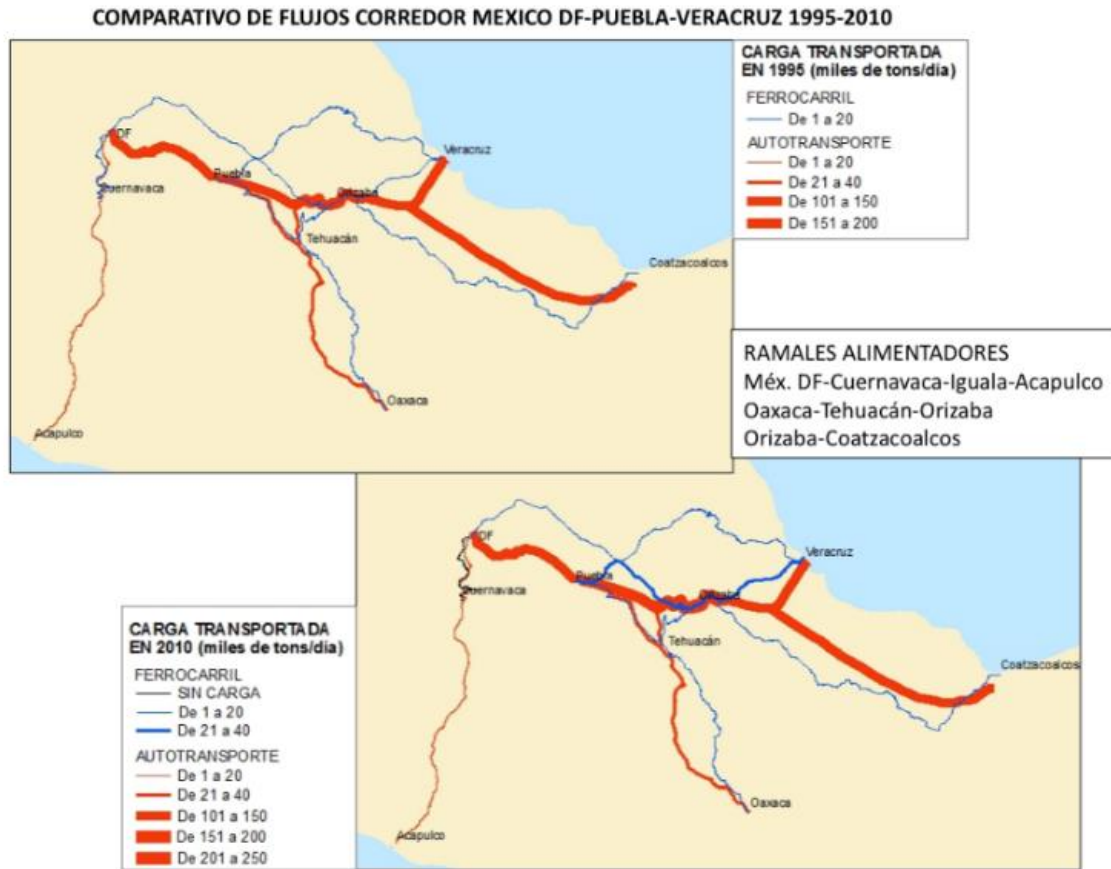 COMPARATIVO DE FLUJOS CORREDOR MEXICO DF-PUEBLA-VERACRUZ 1995-2010
CARGA TRANSPORTADA
EN 1995 (miles de tons/dia)
FERROCARRIL
De 1 a 20
AUTOTRANSPORTE
De 1 a 20
De 21 a 40
De 101 a 150
De 151 a 200
DF
Veracruz
Puebla
Cuernavaca
Orizaba
Tehuacán
Coatzacoalcos
Oaxaca
Acapulco
RAMALES ALIMENTADORES
Méx. DF-Cuernavaca-Iguala-Acapulco
Oaxaca-Tehuacán-Orizaba
Orizaba-Coatzacoalcos
DF
Veracruz
Puebla
Cuernavaca
Orizaba
Tehuacán
Coatzacoalcos
Oaxaca
Acapulco
CARGA TRANSPORTADA
EN 2010 (miles de tons/dia)
FERROCARRIL
SIN CARGA
De 1 a 20
De 21 a 40
AUTOTRANSPORTE
De 1 a 20
De 21 a 40
De 101 a 150
De 151 a 200
De 201 a 250